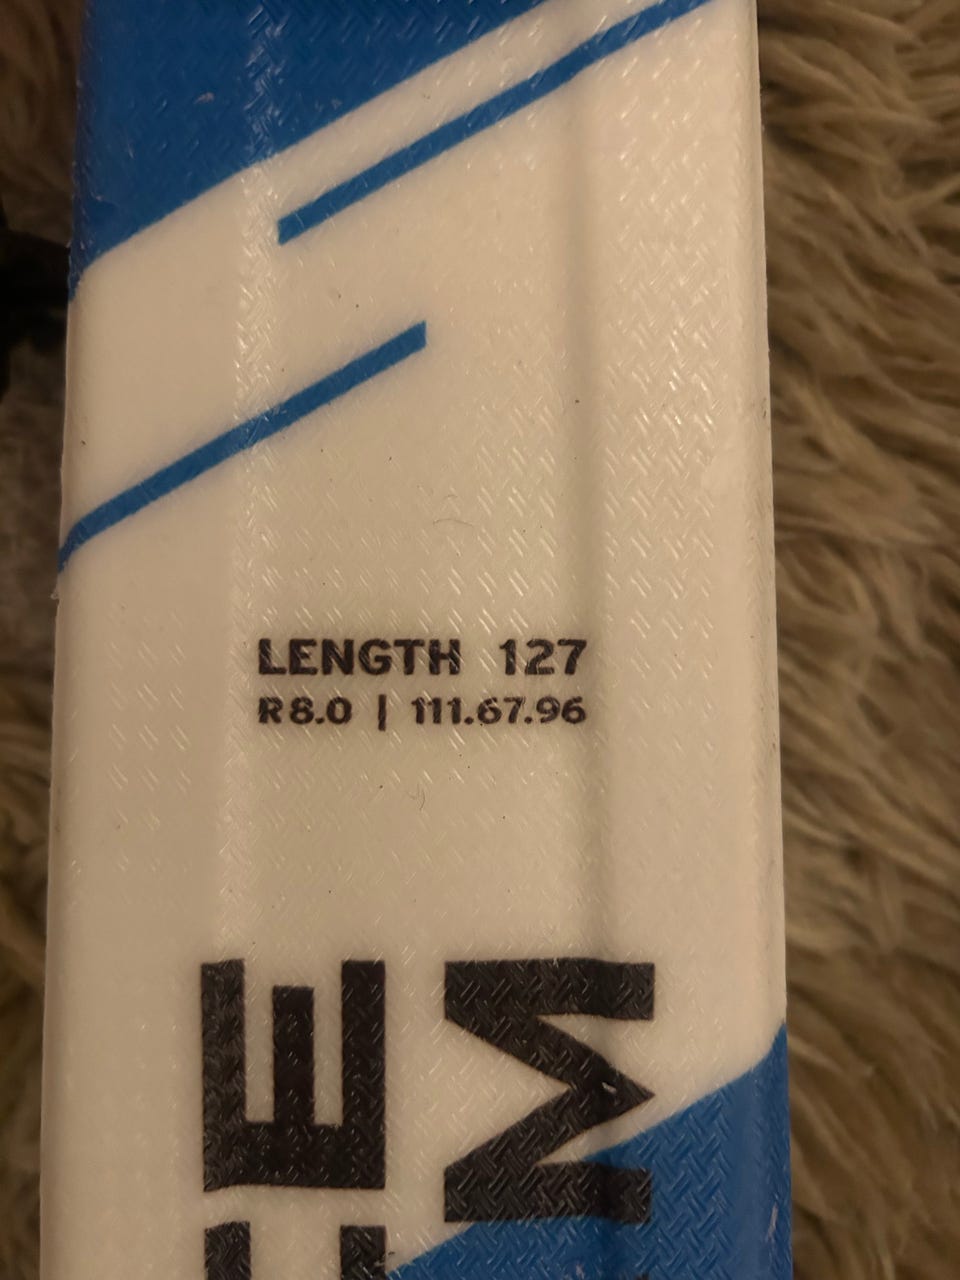 LENGTH 127
R8.0 | 111.67.96
E
M